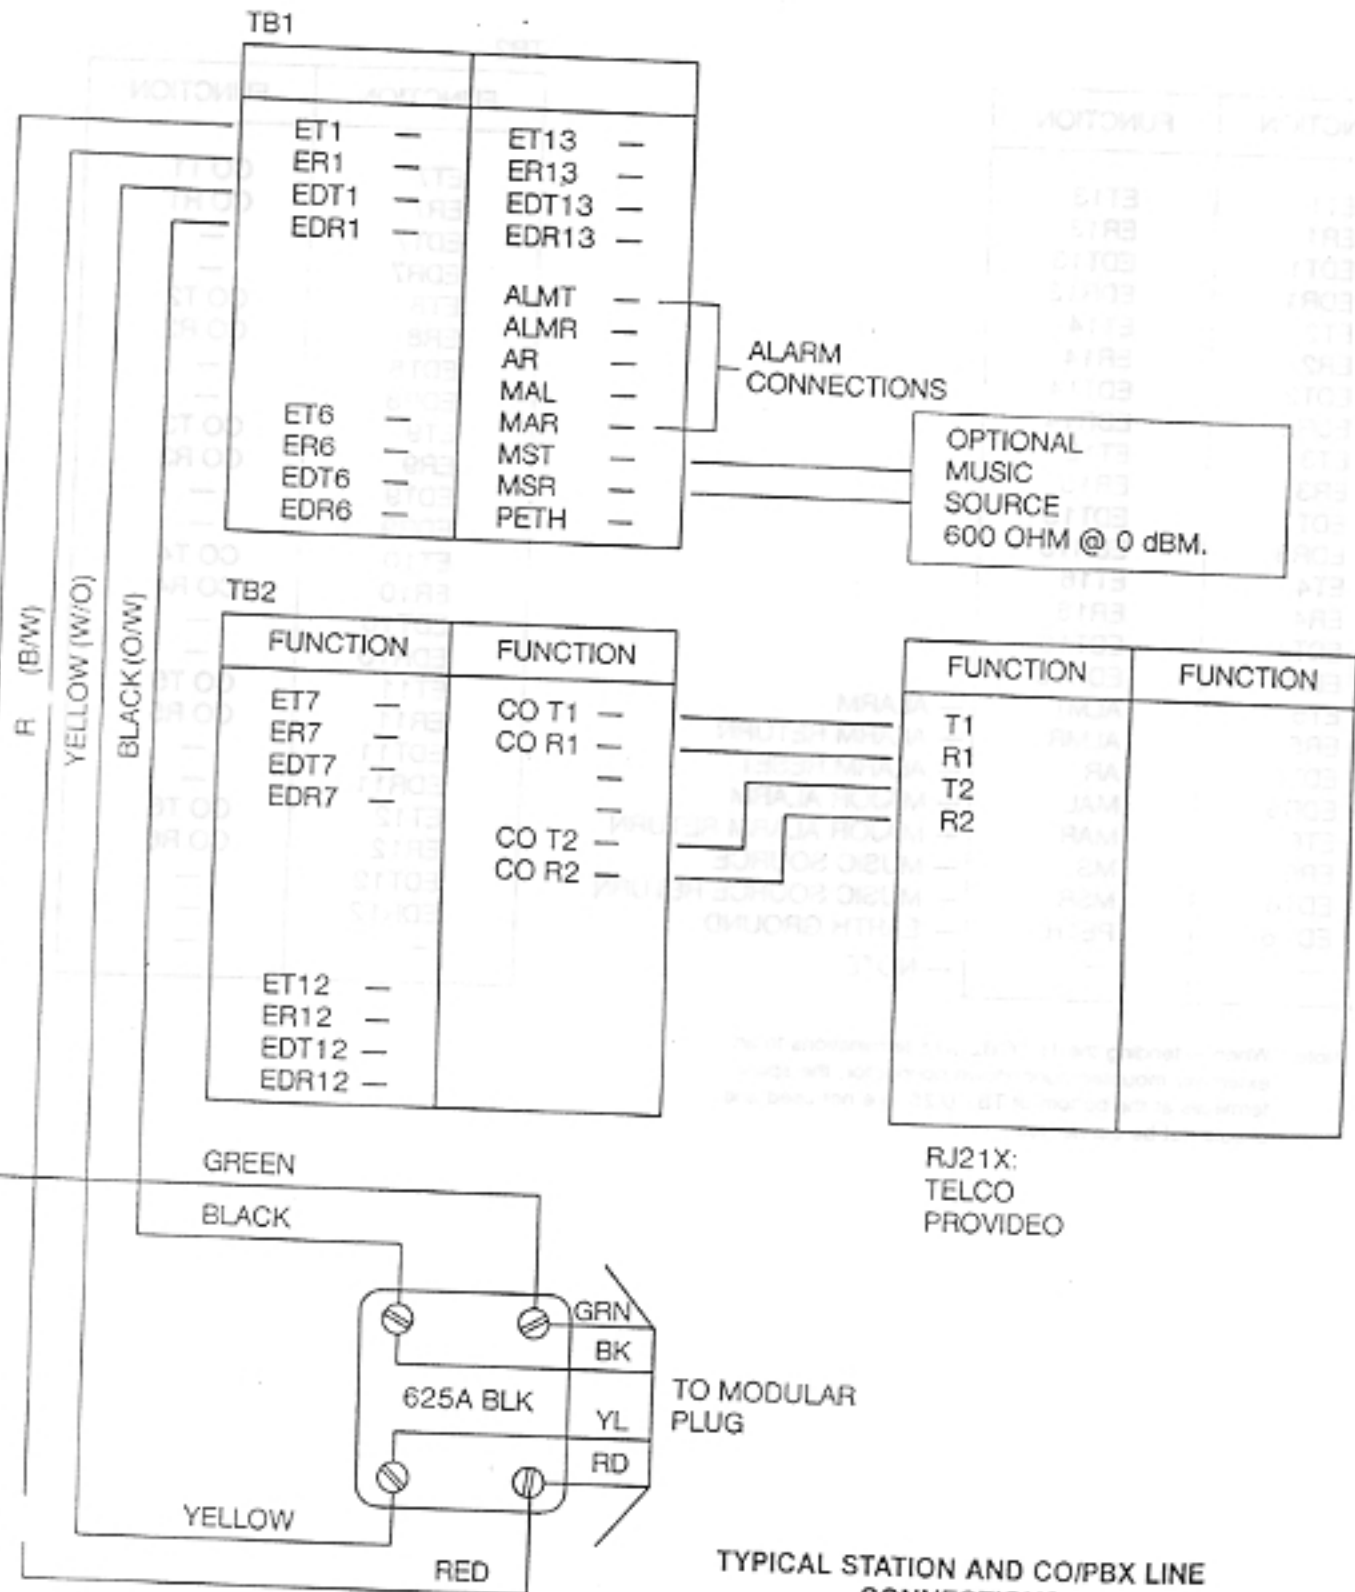 TB1
ET1 — ET13 —
ER1 — ER13 —
EDT1 — EDT13 —
EDR1 — EDR13 —
ALMT —
ALMR —
AR —
MAL —
MAR —
ALARM
CONNECTIONS
ET6 —
ER6 —
EDT6 —
EDR6 —
MST —
MSR —
PETH —
OPTIONAL
MUSIC
SOURCE
600 OHM @ 0 dBM.
R (B/W)
YELLOW (W/O)
BLACK (O/W)
TB2
FUNCTION FUNCTION
ET7 — CO T1 —
ER7 — CO R1 —
EDT7 — —
EDR7 — —
CO T2 —
CO R2 —
ET12 —
ER12 —
EDT12 —
EDR12 —
FUNCTION FUNCTION
T1
R1
T2
R2
RJ21X:
TELCO
PROVIDEO
GREEN
BLACK
GRN
BK
625A BLK
YL
RD
TO MODULAR
PLUG
YELLOW
RED
TYPICAL STATION AND CO/PBX LINE